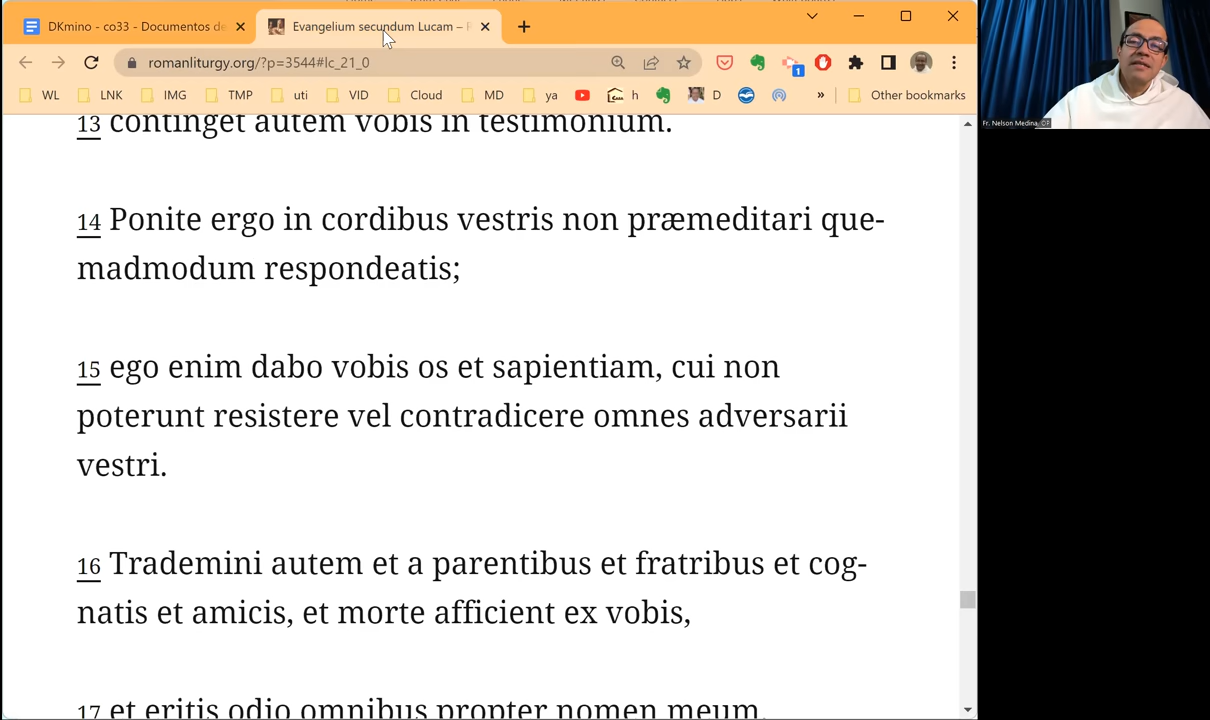 DKmino - co33 - Documentos de
Evangelium secundum Lucam –
romanliturgy.org/?p=3544#lc_21_0
1
WL LNK IMG TMP uti VID Cloud MD ya h D » Other bookmarks
Fr. Nelson Medina, OP
13 continget autem vobis in testimonium.
14 Ponite ergo in cordibus vestris non præmeditari que-
madmodum respondeatis;
15 ego enim dabo vobis os et sapientiam, cui non
poterunt resistere vel contradicere omnes adversarii
vestri.
16 Trademini autem et a parentibus et fratribus et cog-
natis et amicis, et morte afficient ex vobis,
17 et eritis odio omnibus propter nomen meum.